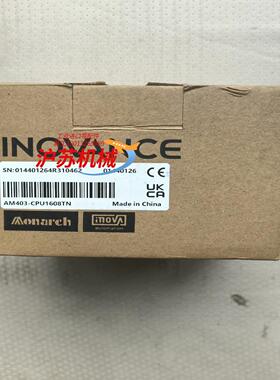 INOVANCE
沪苏机械
SN:014401264R310462 01440126
CE
UK
CA
AM403-CPU1608TN Made in China
Monarch INOVA
automation